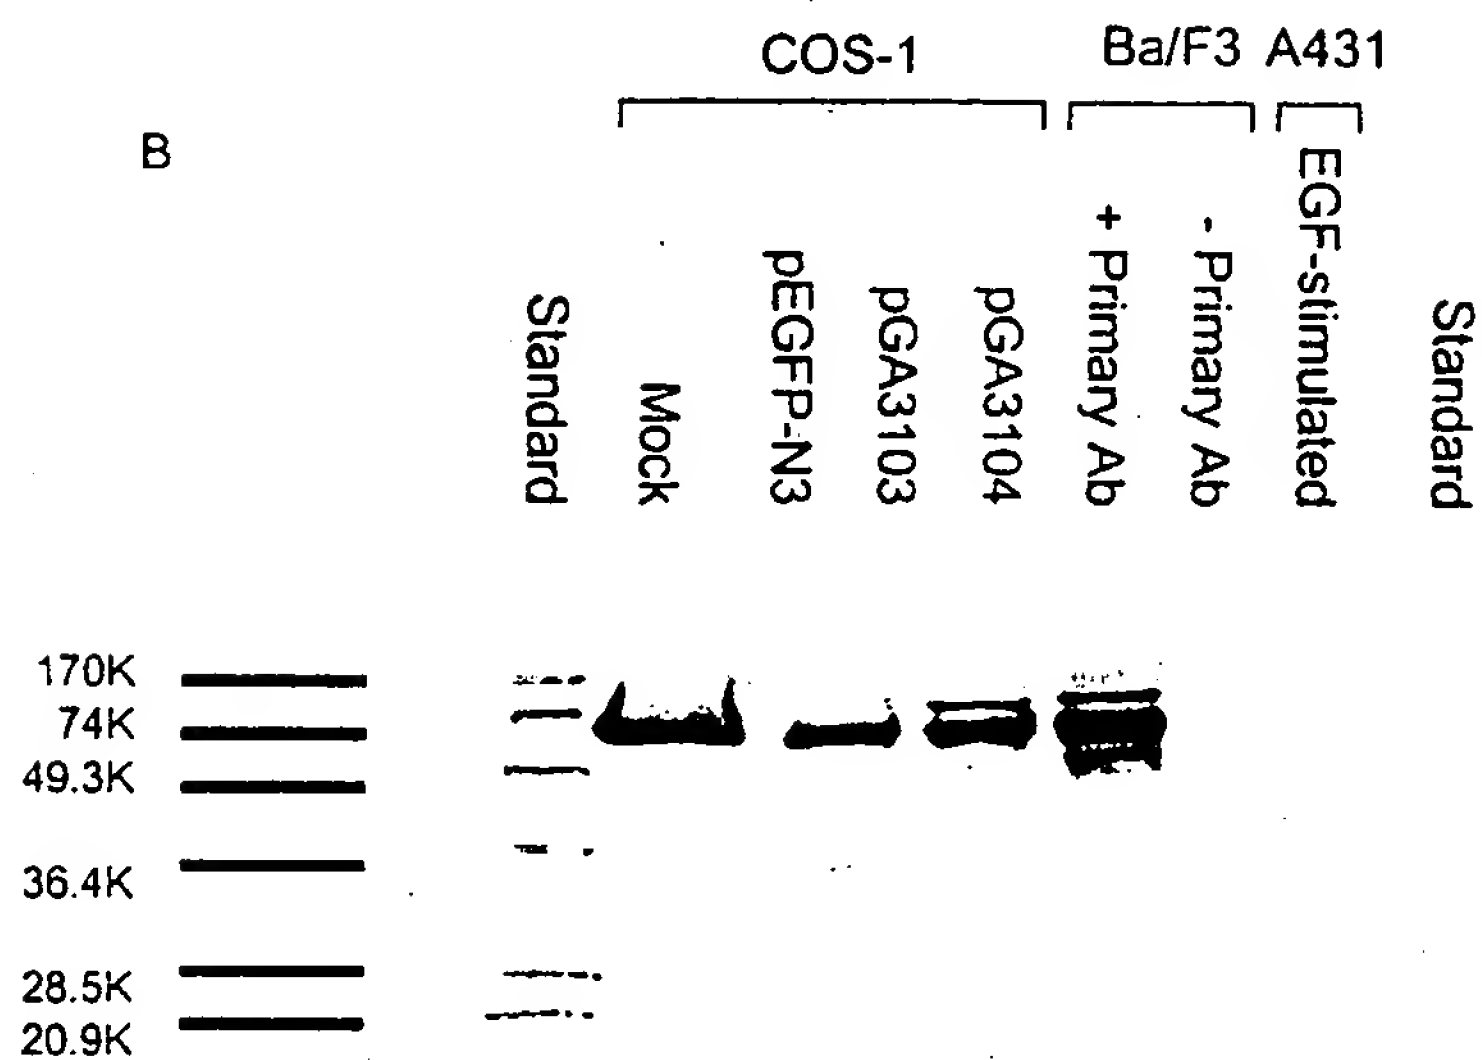 COS-1
Ba/F3
A431
B
Standard
Mock
pEGFP-N3
pGA3103
pGA3104
+ Primary Ab
- Primary Ab
EGF-stimulated
Standard
170K
74K
49.3K
36.4K
28.5K
20.9K